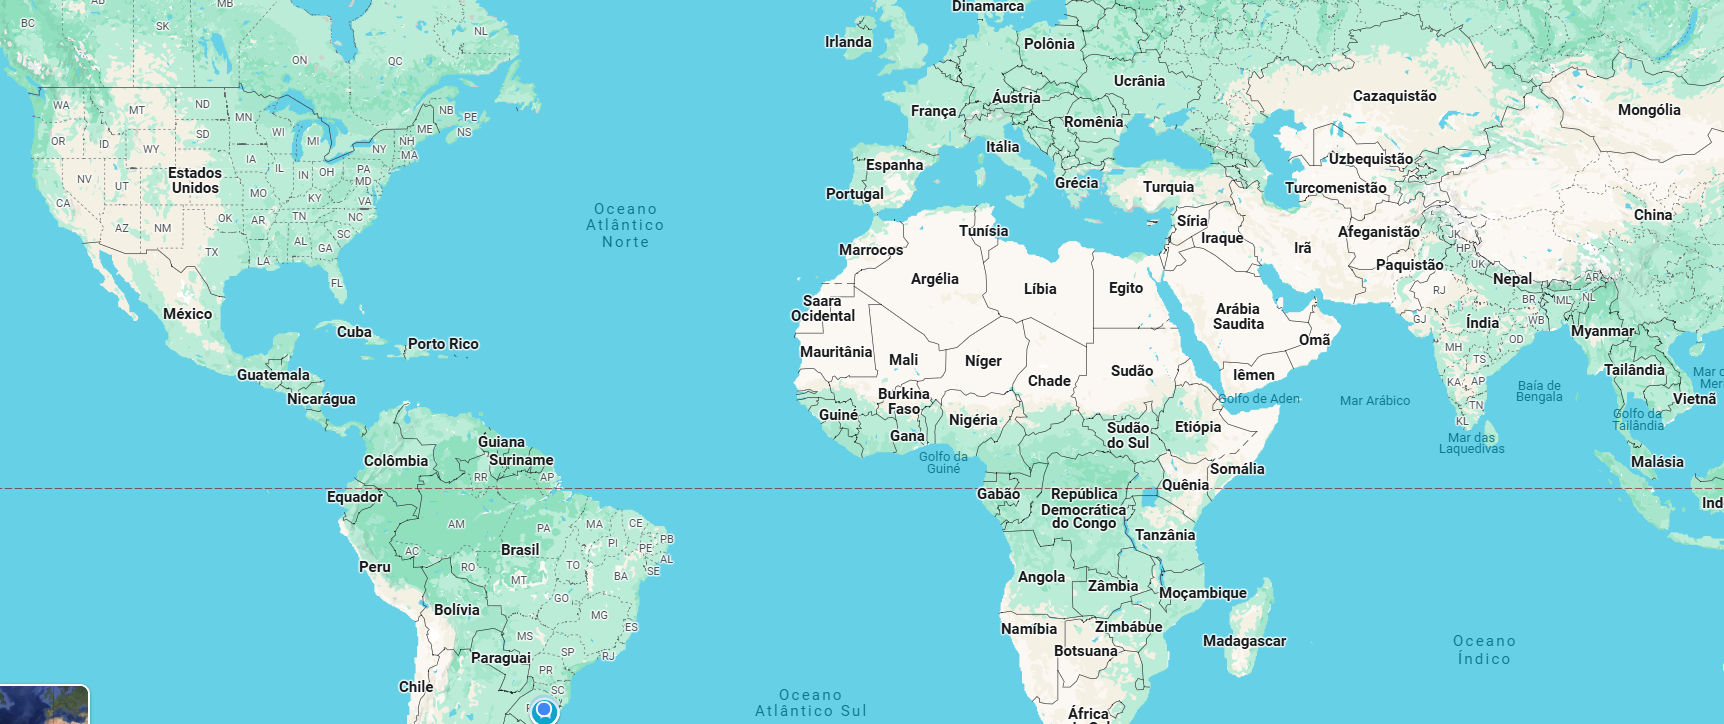 Dinamarca
BC
AB
SK
MB
ON
QC
NL
NB
PE
NS
ME
NH
MA
NY
WA
OR
ID
MT
ND
SD
WY
MN
WI
MI
IA
IL
IN
OH
PA
MD
VA
KY
MO
NV
UT
CA
AZ
NM
OK
AR
TN
NC
SC
AL
GA
LA
TX
FL
Estados
Unidos
México
Cuba
Porto Rico
Guatemala
Nicarágua
Oceano
Atlântico
Norte
Irlanda
Polônia
Ucrânia
Áustria
França
Romênia
Itália
Espanha
Portugal
Grécia
Turquia
Cazaquistão
Mongólia
Uzbequistão
Turcomenistão
China
Afeganistão
Síria
Iraque
Irã
Paquistão
JK
HP
UK
RJ
Nepal
AR
BR
ML
NL
GJ
WB
OD
Índia
MH
TS
KA
AP
TN
KL
Myanmar
Tailândia
Vietnã
Mar d
Mer
Baía de
Bengala
Golfo da
Tailândia
Mar das
Laquedivas
Malásia
Ind
Tunísia
Marrocos
Argélia
Líbia
Egito
Saara
Ocidental
Arábia
Saudita
Omã
Iêmen
Golfo de Aden
Mar Arábico
Mauritânia
Mali
Níger
Chade
Sudão
Burkina
Faso
Guiné
Gana
Nigéria
Golfo da
Guiné
Sudão
do Sul
Etiópia
Somália
Quênia
Gabão
República
Democrática
do Congo
Tanzânia
Angola
Zâmbia
Moçambique
Namíbia
Zimbábue
Botsuana
Madagascar
África
Oceano
Índico
Oceano
Atlântico Sul
Guiana
Suriname
Colômbia
Equador
RR
AP
AM
PA
MA
CE
PI
PB
PE
AL
SE
AC
RO
TO
BA
MT
GO
MG
ES
MS
SP
RJ
PR
SC
Brasil
Peru
Bolívia
Paraguai
Chile